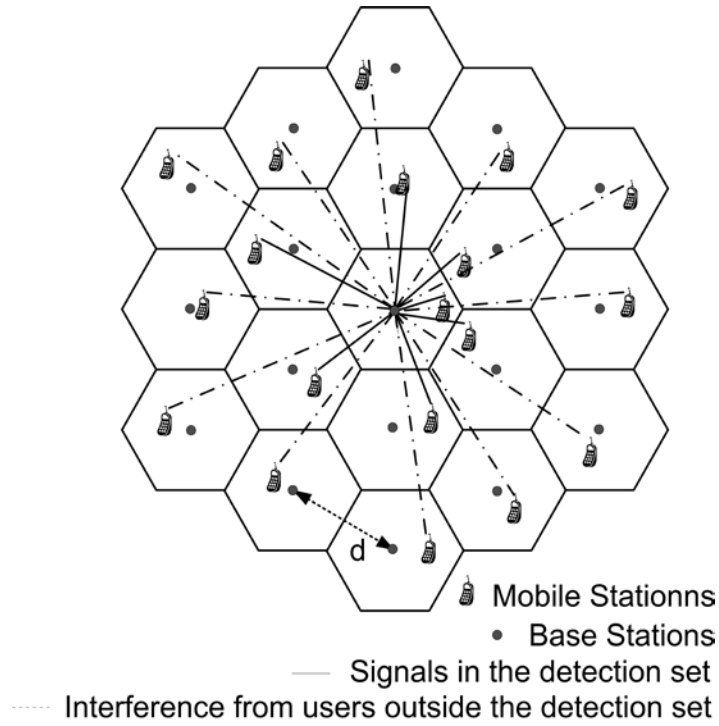 d
Mobile Stationns
Base Stations
Signals in the detection set
Interference from users outside the detection set